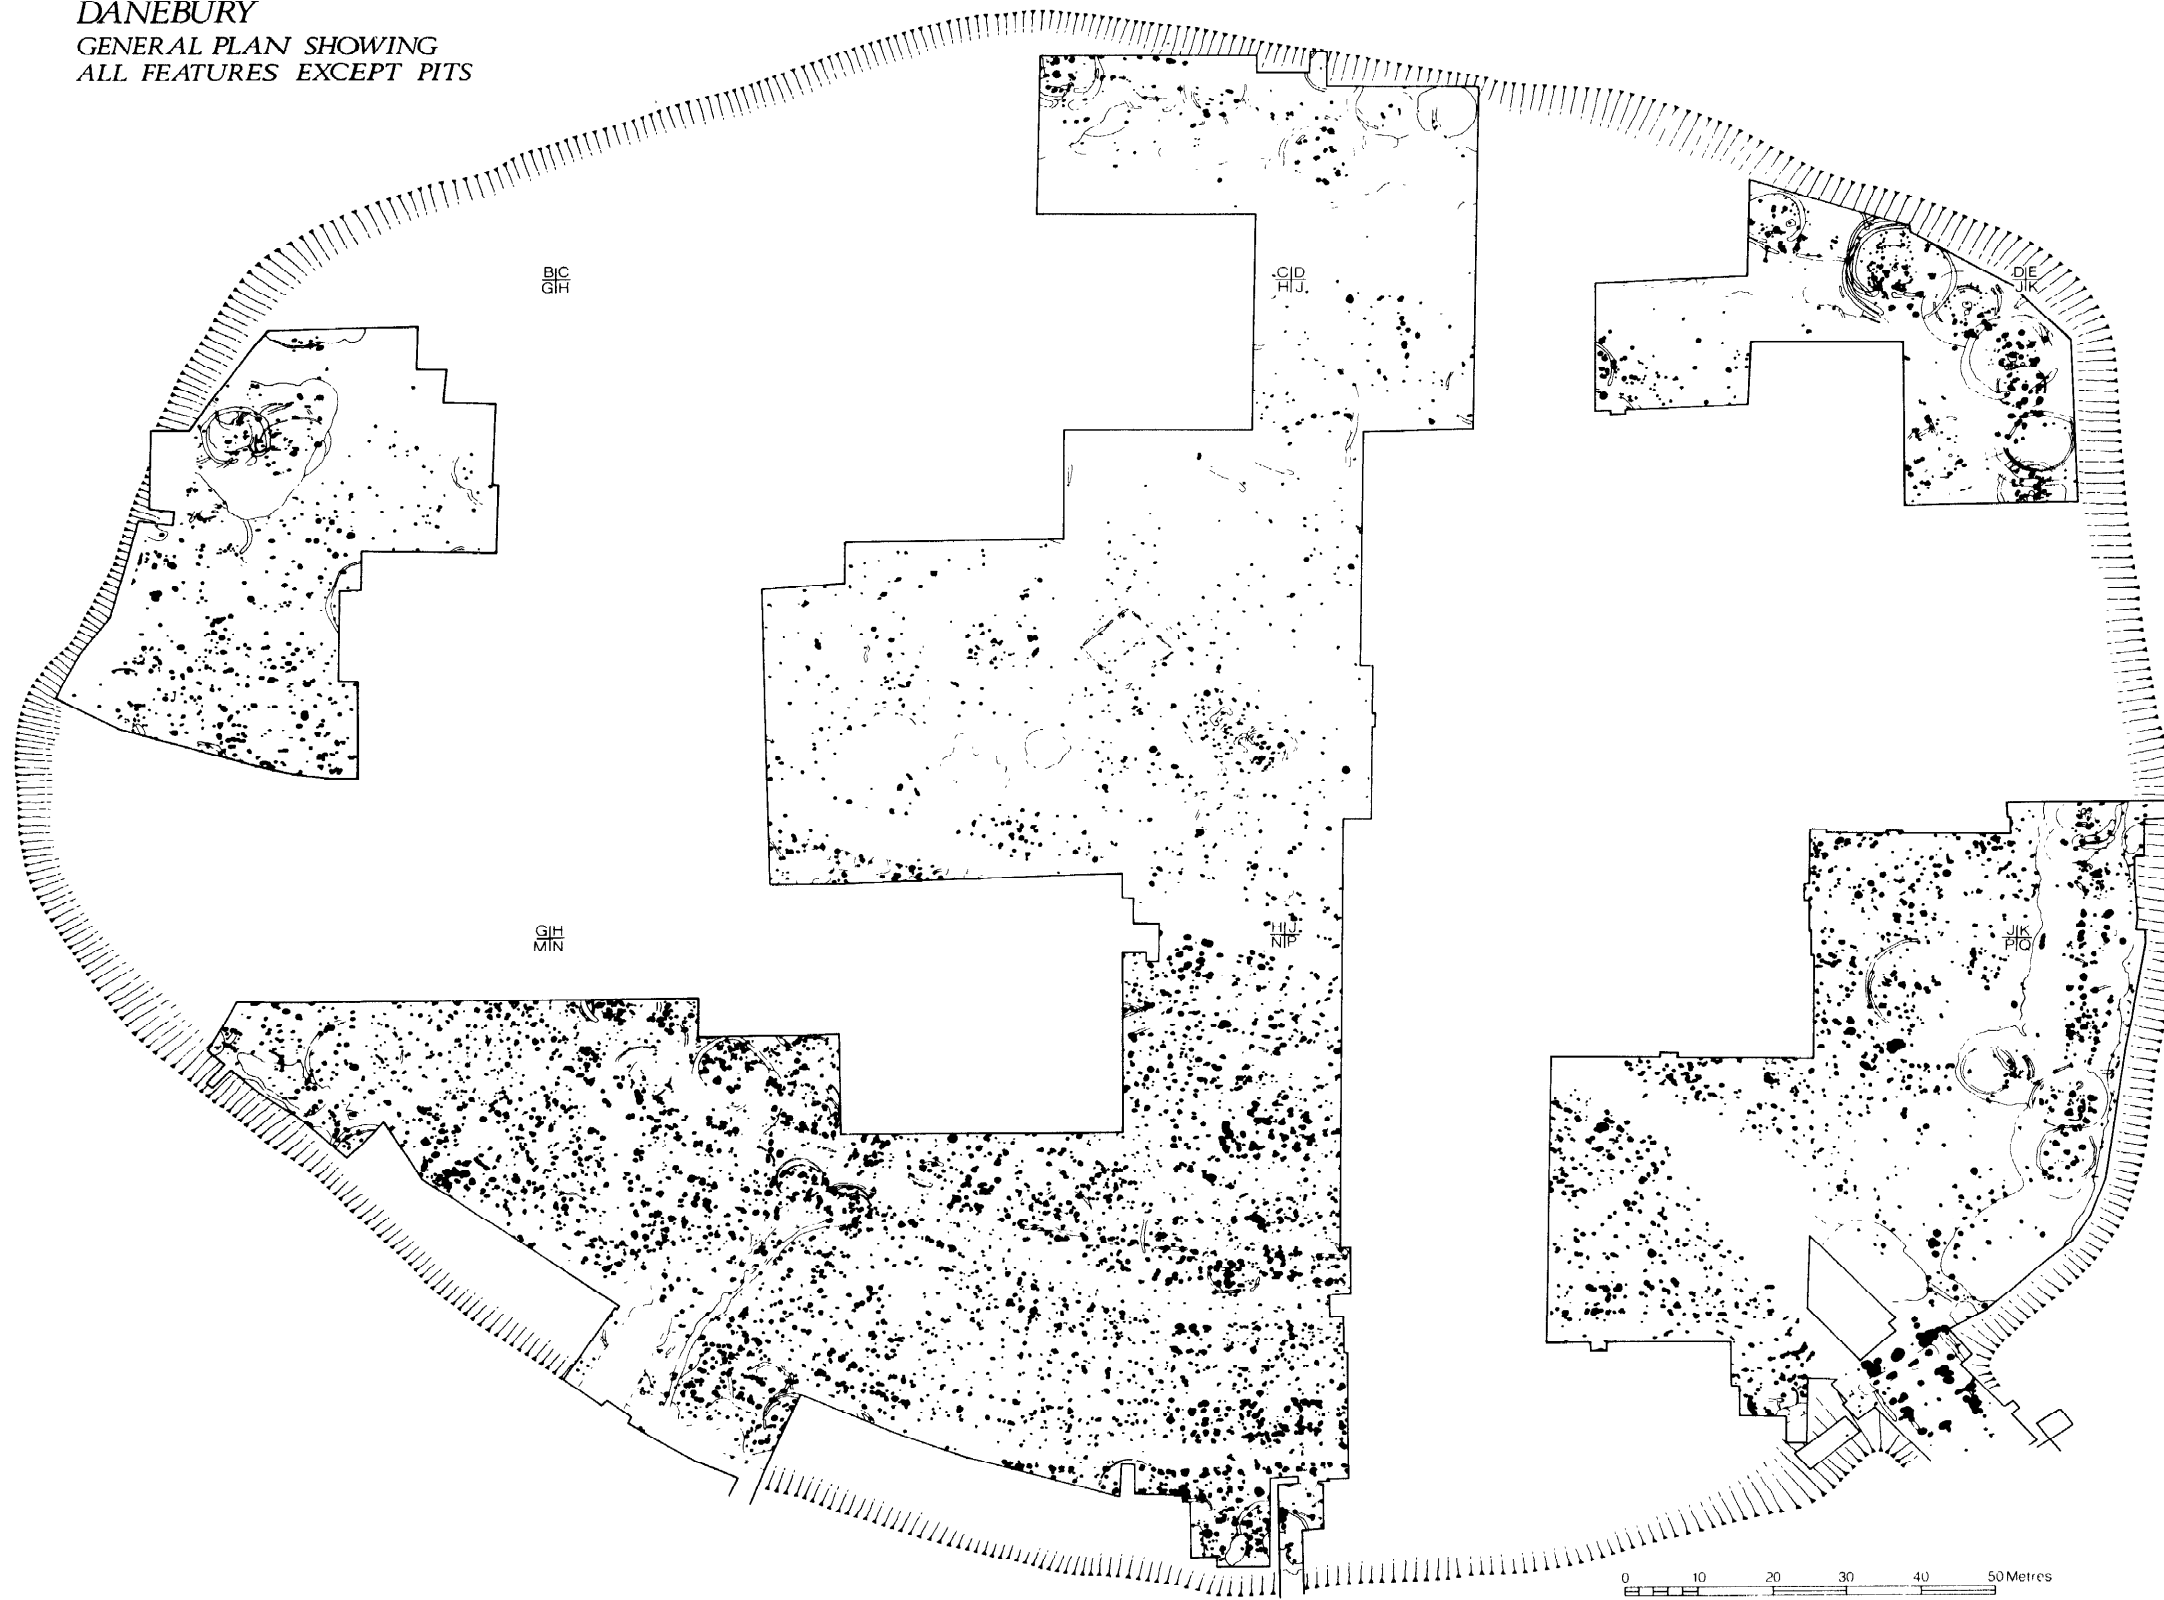 DANEBURY
GENERAL PLAN SHOWING
ALL FEATURES EXCEPT PITS
B C
G H
C D
H J
D E
J K
G H
M N
H J
N P
J K
P Q
0 10 20 30 40 50 Metres